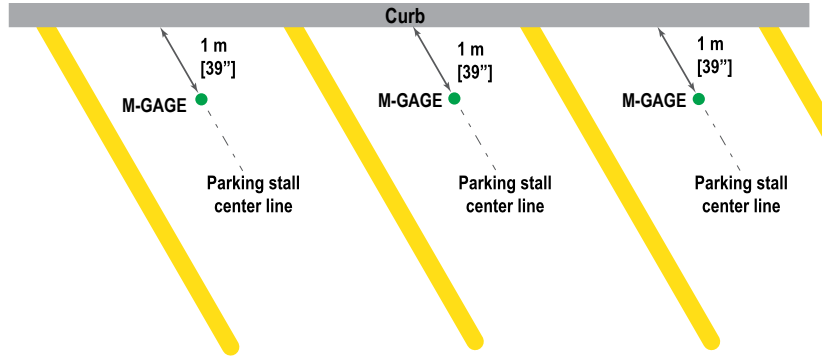 Curb
1 m
[39”]
M-GAGE
Parking stall
center line
1 m
[39”]
M-GAGE
Parking stall
center line
1 m
[39”]
M-GAGE
Parking stall
center line